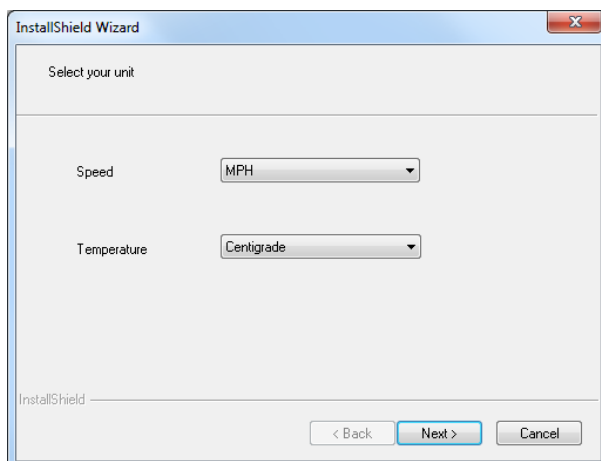 InstallShield Wizard
Select your unit
Speed MPH
Temperature Centigrade
InstallShield
< Back Next > Cancel